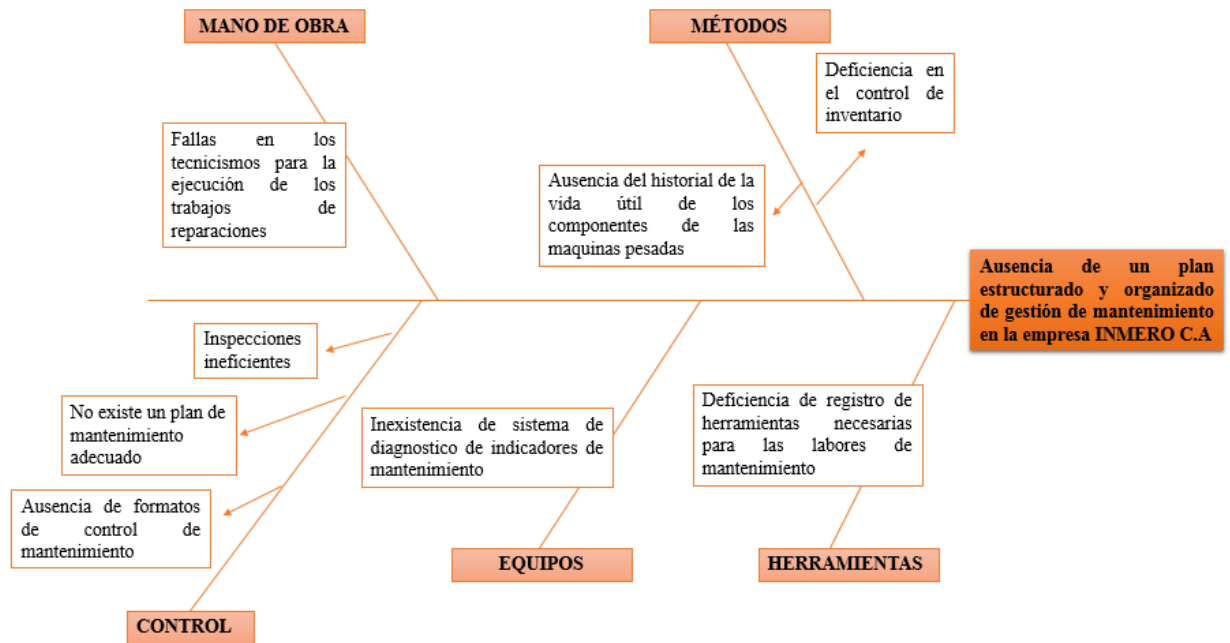 MANO DE OBRA
MÉTODOS
Deficiencia en
el control de
inventario
Fallas en los
tecnicismos para la
ejecución de los
trabajos de
reparaciones
Ausencia del historial de la
vida útil de los
componentes de las
maquinas pesadas
Ausencia de un plan
estructurado y organizado
de gestión de mantenimiento
en la empresa INMERO C.A
Inspecciones
ineficientes
No existe un plan de
mantenimiento
adecuado
Ausencia de formatos
de control de
mantenimiento
Inexistencia de sistema de
diagnostico de indicadores de
mantenimiento
Deficiencia de registro de
herramientas necesarias
para las labores de
mantenimiento
EQUIPOS
HERRAMIENTAS
CONTROL